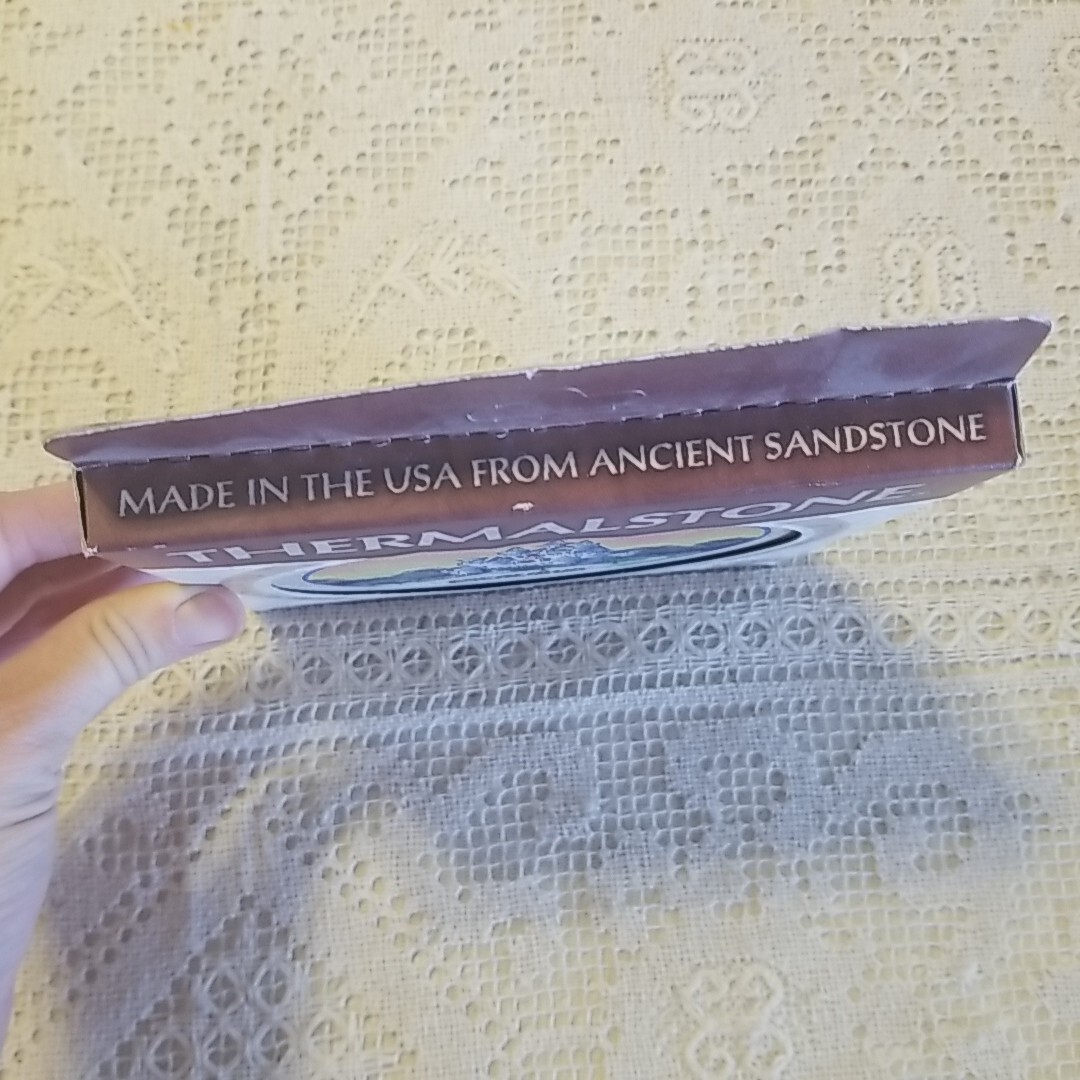 MADE IN THE USA FROM ANCIENT SANDSTONE
THERMALSTONE